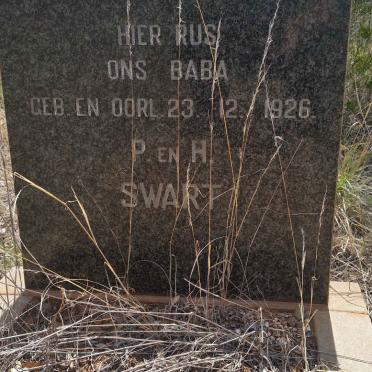 HIER RUS
ONS BABA
GEB. EN OORL. 23. 12. 1926.
P. EN H.
SWART